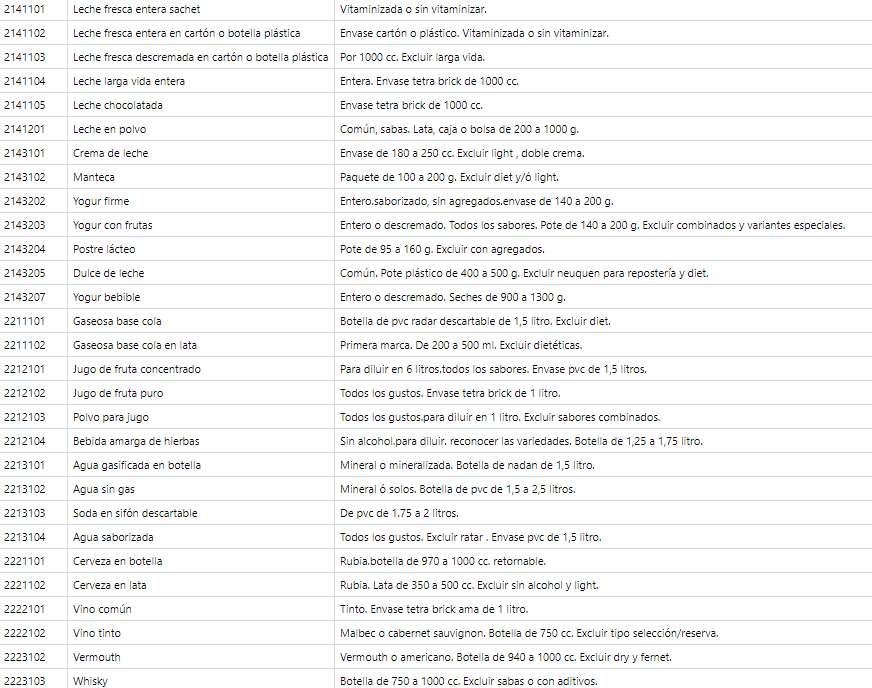 2141101 Leche fresca entera sachet Vitaminizada o sin vitaminizar.
2141102 Leche fresca entera en cartón o botella plástica Envase cartón o plástico. Vitaminizada o sin vitaminizar.
2141103 Leche fresca descremada en cartón o botella plástica Por 1000 cc. Excluir larga vida.
2141104 Leche larga vida entera Entera. Envase tetra brick de 1000 cc.
2141105 Leche chocolatada Envase tetra brick de 1000 cc.
2141201 Leche en polvo Común, sabas. Lata, caja o bolsa de 200 a 1000 g.
2143101 Crema de leche Envase de 180 a 250 cc. Excluir light , doble crema.
2143102 Manteca Paquete de 100 a 200 g. Excluir diet y/ó light.
2143202 Yogur firme Entero.saborizado, sin agregados.envase de 140 a 200 g.
2143203 Yogur con frutas Entero o descremado. Todos los sabores. Pote de 140 a 200 g. Excluir combinados y variantes especiales.
2143204 Postre lácteo Pote de 95 a 160 g. Excluir con agregados.
2143205 Dulce de leche Común. Pote plástico de 400 a 500 g. Excluir neuquen para repostería y diet.
2143207 Yogur bebible Entero o descremado. Seches de 900 a 1300 g.
2211101 Gaseosa base cola Botella de pvc radar descartable de 1,5 litro. Excluir diet.
2211102 Gaseosa base cola en lata Primera marca. De 200 a 500 ml. Excluir dietéticas.
2212101 Jugo de fruta concentrado Para diluir en 6 litros.todos los sabores. Envase pvc de 1,5 litros.
2212102 Jugo de fruta puro Todos los gustos. Envase tetra brick de 1 litro.
2212103 Polvo para jugo Todos los gustos.para diluir en 1 litro. Excluir sabores combinados.
2212104 Bebida amarga de hierbas Sin alcohol.para diluir. reconocer las variedades. Botella de 1,25 a 1,75 litro.
2213101 Agua gasificada en botella Mineral o mineralizada. Botella de nadan de 1,5 litro.
2213102 Agua sin gas Mineral ó solos. Botella de pvc de 1,5 a 2,5 litros.
2213103 Soda en sifón descartable De pvc de 1.75 a 2 litros.
2213104 Agua saborizada Todos los gustos. Excluir ratar . Envase pvc de 1,5 litro.
2221101 Cerveza en botella Rubia.botella de 970 a 1000 cc. retornable.
2221102 Cerveza en lata Rubia. Lata de 350 a 500 cc. Excluir sin alcohol y light.
2222101 Vino común Tinto. Envase tetra brick ama de 1 litro.
2222102 Vino tinto Malbec o cabernet sauvignon. Botella de 750 cc. Excluir tipo selección/reserva.
2223102 Vermouth Vermouth o americano. Botella de 940 a 1000 cc. Excluir dry y fernet.
2223103 Whisky Botella de 750 a 1000 cc. Excluir sabas o con aditivos.